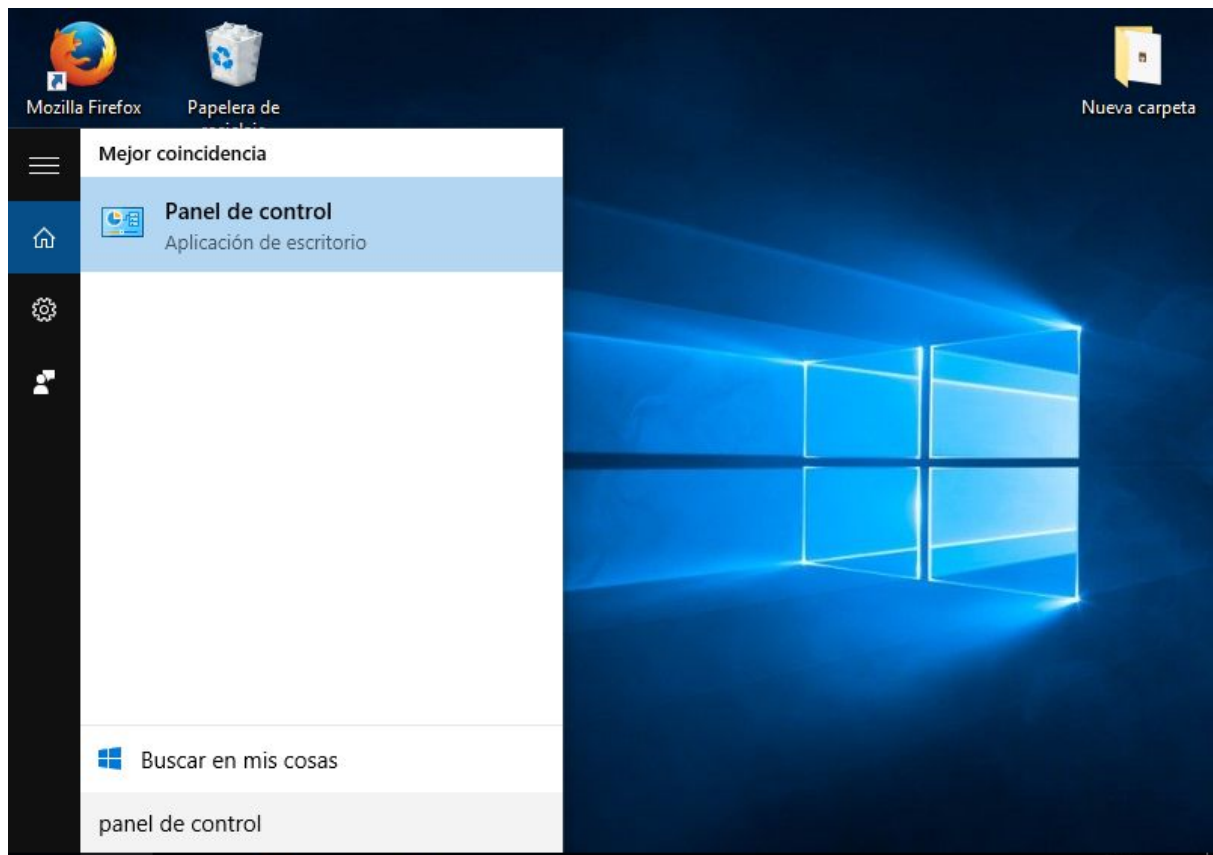 Mozilla Firefox
Papelera de
Nueva carpeta
Mejor coincidencia
Panel de control
Aplicación de escritorio
Buscar en mis cosas
panel de control